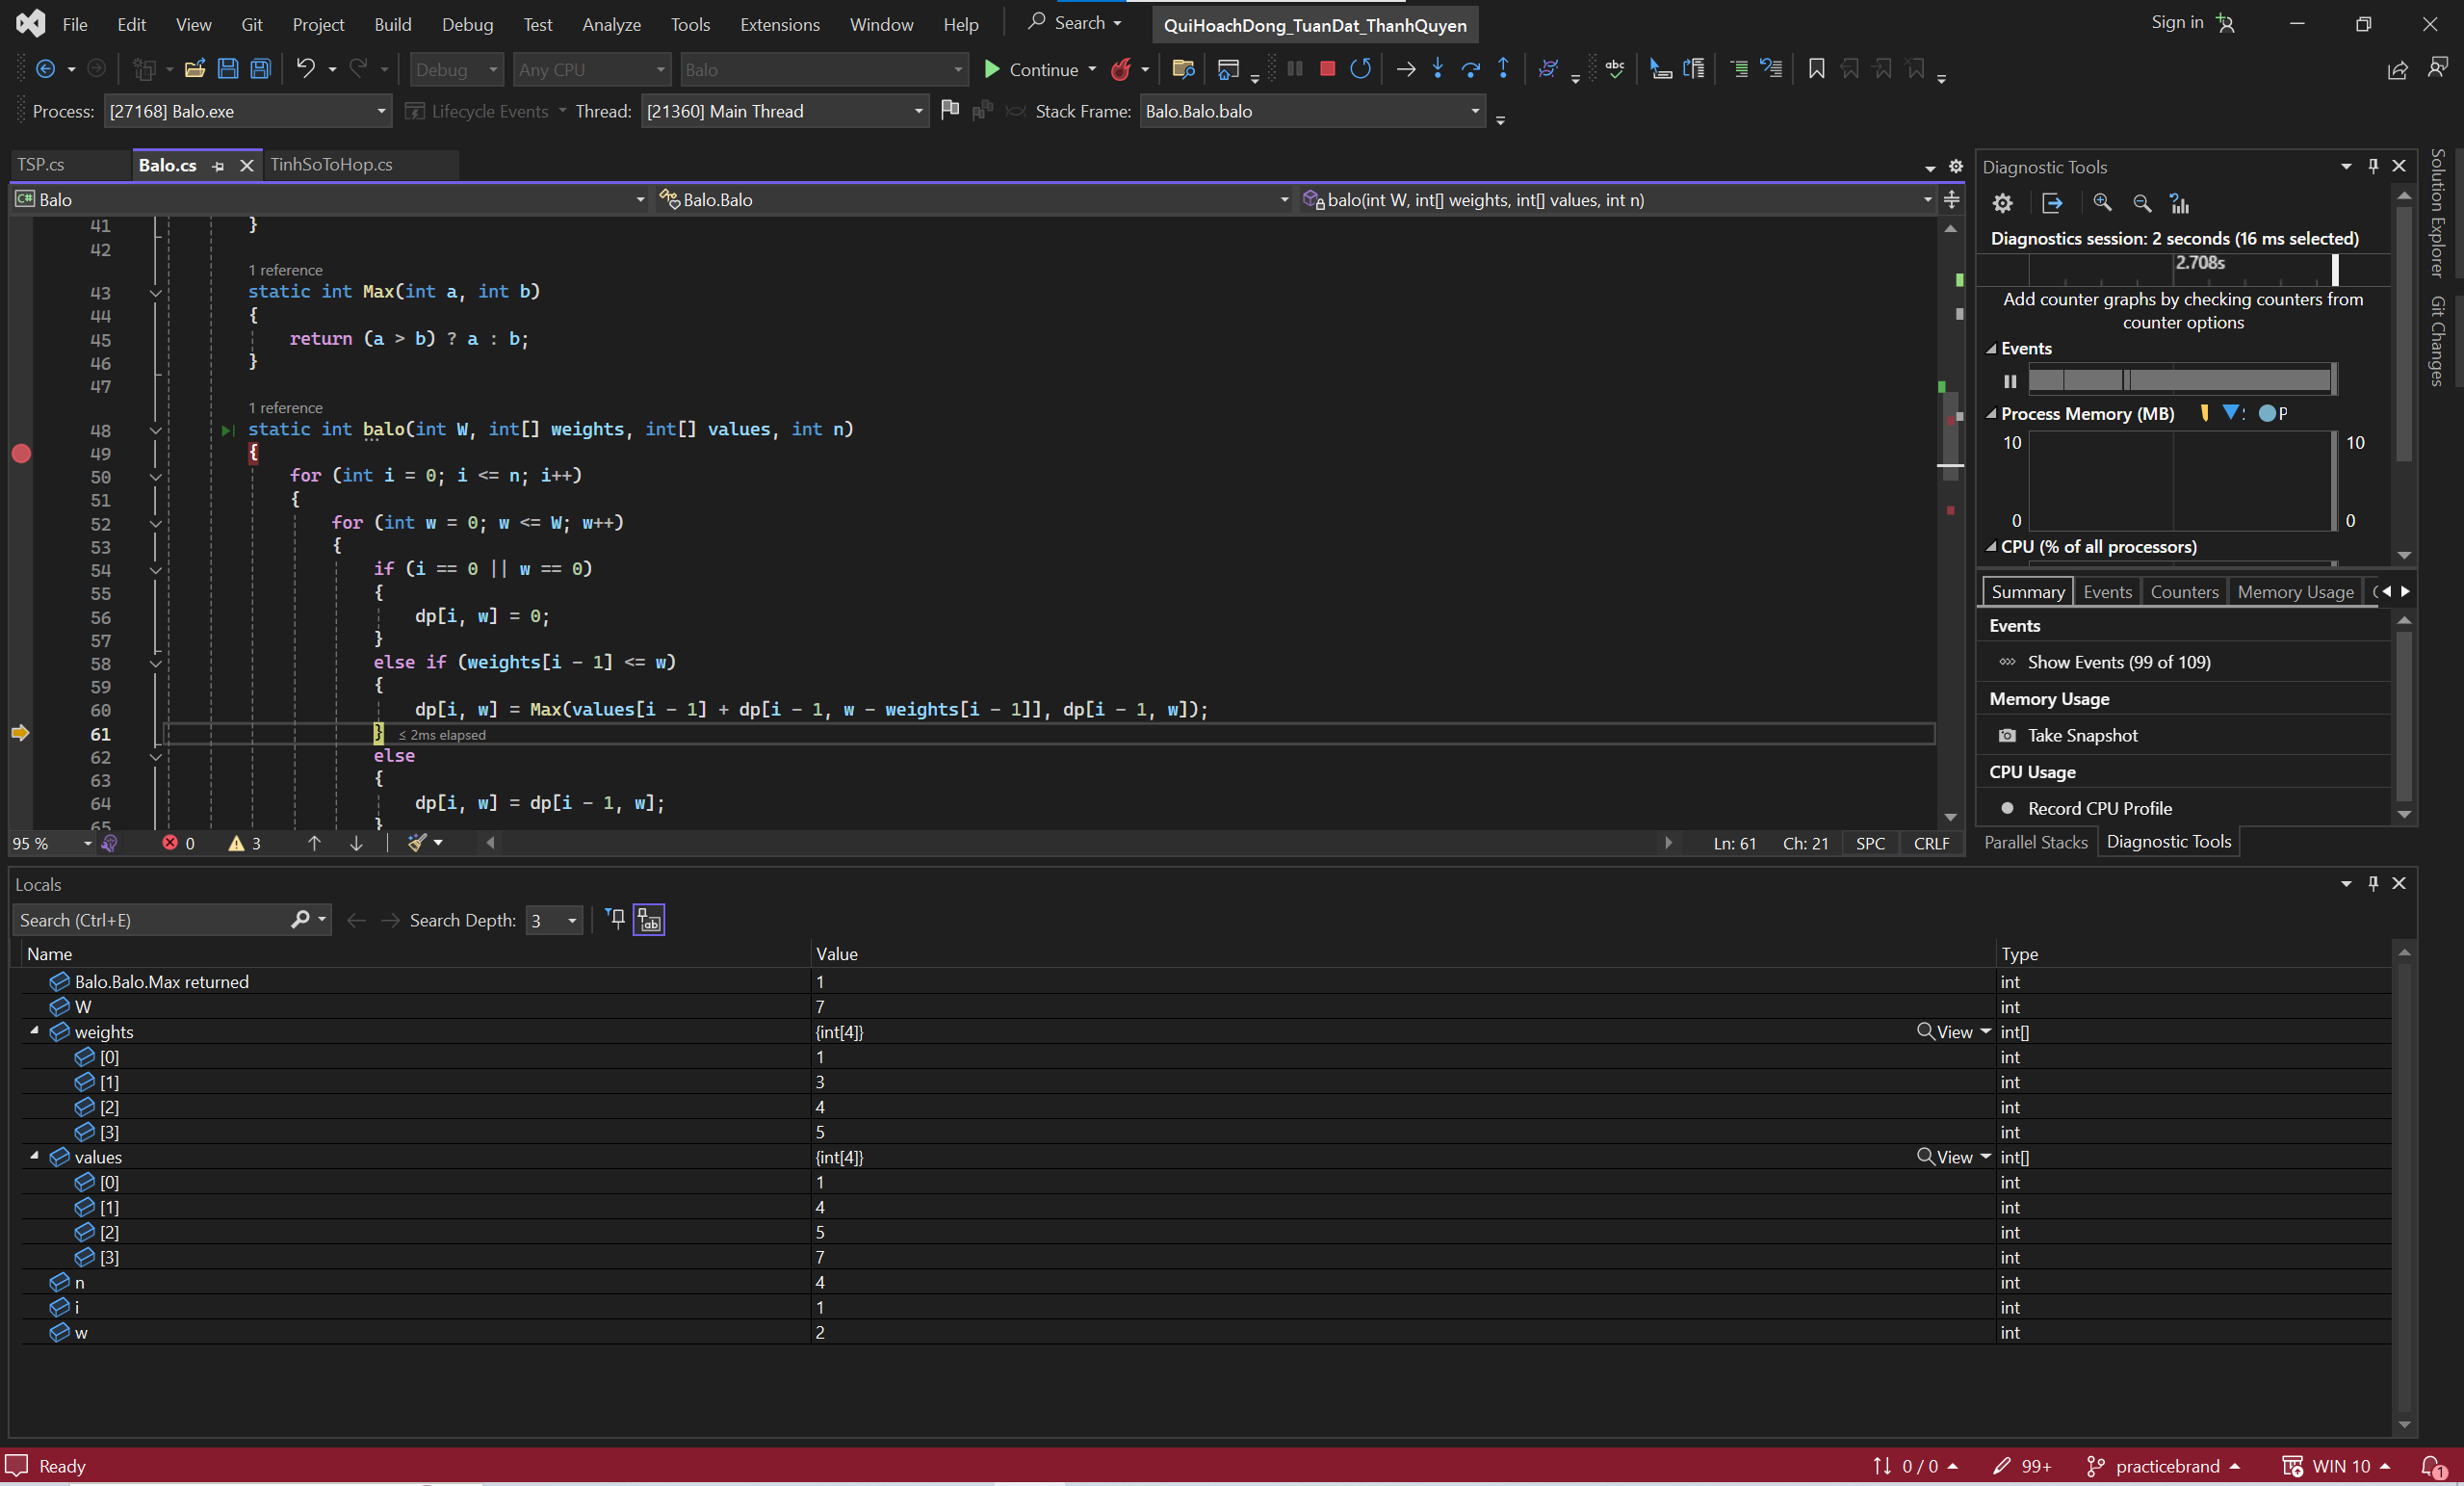 File Edit View Git Project Build Debug Test Analyze Tools Extensions Window Help Search QuiHoachDong_TuanDat_ThanhQuyen Sign in
Debug Any CPU Balo Continue
Process: [27168] Balo.exe Lifecycle Events Thread: [21360] Main Thread Stack Frame: Balo.Balo.balo
TSP.cs Balo.cs TinhSoToHop.cs
C# Balo Balo.Balo balo(int W, int[] weights, int[] values, int n)
41 }
42
1 reference
43 static int Max(int a, int b)
44 {
45 return (a > b) ? a : b;
46 }
47
1 reference
48 static int balo(int W, int[] weights, int[] values, int n)
49 {
50 for (int i = 0; i <= n; i++)
51 {
52 for (int w = 0; w <= W; w++)
53 {
54 if (i == 0 || w == 0)
55 {
56 dp[i, w] = 0;
57 }
58 else if (weights[i - 1] <= w)
59 {
60 dp[i, w] = Max(values[i - 1] + dp[i - 1, w - weights[i - 1]], dp[i - 1, w]);
61 } ≤ 2ms elapsed
62 else
63 {
64 dp[i, w] = dp[i - 1, w];
65 }
95 % 0 3 Ln: 61 Ch: 21 SPC CRLF
Diagnostic Tools
Diagnostics session: 2 seconds (16 ms selected)
2.708s
Add counter graphs by checking counters from
counter options
Events
Process Memory (MB) P
10 10
0 0
CPU (% of all processors)
Summary Events Counters Memory Usage
Events
Show Events (99 of 109)
Memory Usage
Take Snapshot
CPU Usage
Record CPU Profile
Parallel Stacks Diagnostic Tools
Solution Explorer
Git Changes
Locals
Search (Ctrl+E) Search Depth: 3
Name Value Type
Balo.Balo.Max returned 1 int
W 7 int
weights {int[4]} View int[]
[0] 1 int
[1] 3 int
[2] 4 int
[3] 5 int
values {int[4]} View int[]
[0] 1 int
[1] 4 int
[2] 5 int
[3] 7 int
n 4 int
i 1 int
w 2 int
Ready 0 / 0 99+ practicebrand WIN 10 1